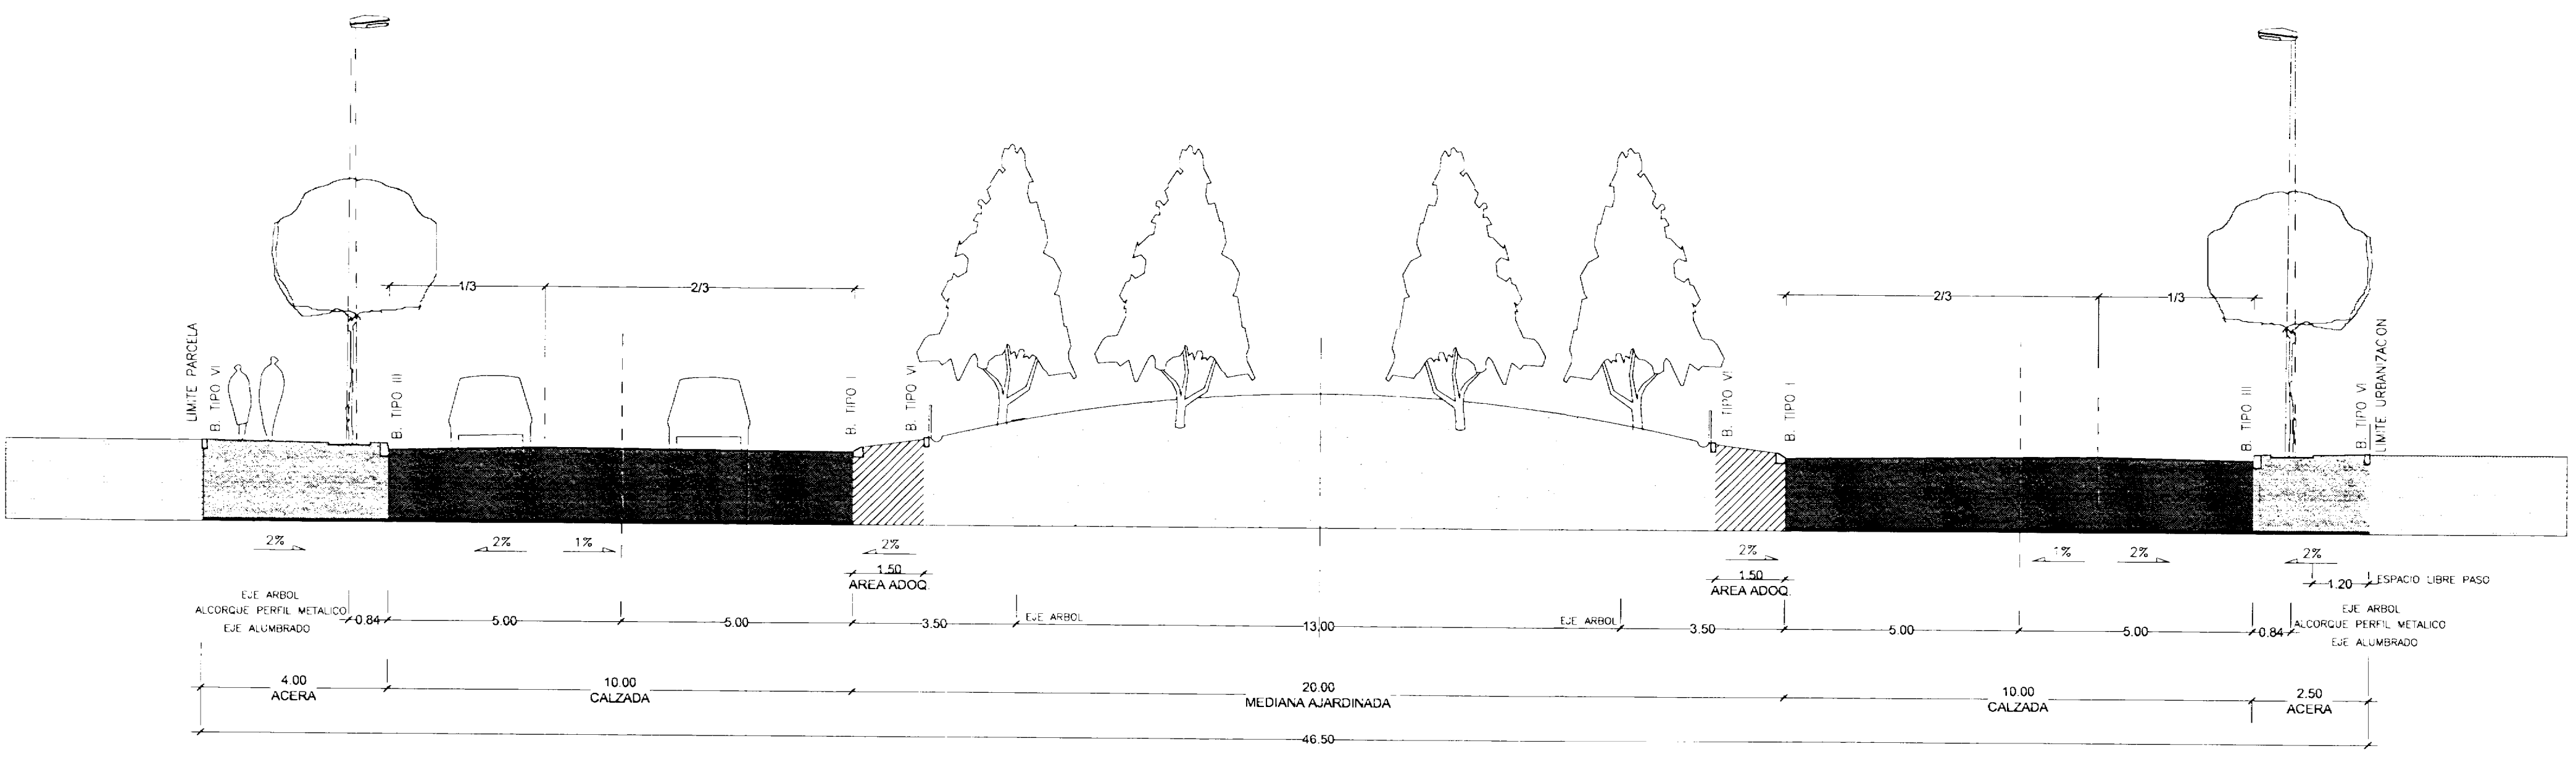 1/3
2/3
2/3
1/3
LIMITE PARCELA
B. TIPO VI
B. TIPO III
B. TIPO I
B. TIPO VI
B. TIPO VI
B. TIPO I
B. TIPO III
B. TIPO VI
LIMITE URBANIZACION
2%
2%
1%
2%
2%
1%
2%
2%
1.50
AREA ADOQ.
1.50
AREA ADOQ.
1.20
ESPACIO LIBRE PASO
EJE ARBOL
ALCORQUE PERFIL METALICO
EJE ALUMBRADO
0.84
5.00
5.00
3.50
EJE ARBOL
13.00
EJE ARBOL
3.50
5.00
5.00
0.84
EJE ARBOL
ALCORQUE PERFIL METALICO
EJE ALUMBRADO
4.00
ACERA
10.00
CALZADA
20.00
MEDIANA AJARDINADA
10.00
CALZADA
2.50
ACERA
46.50